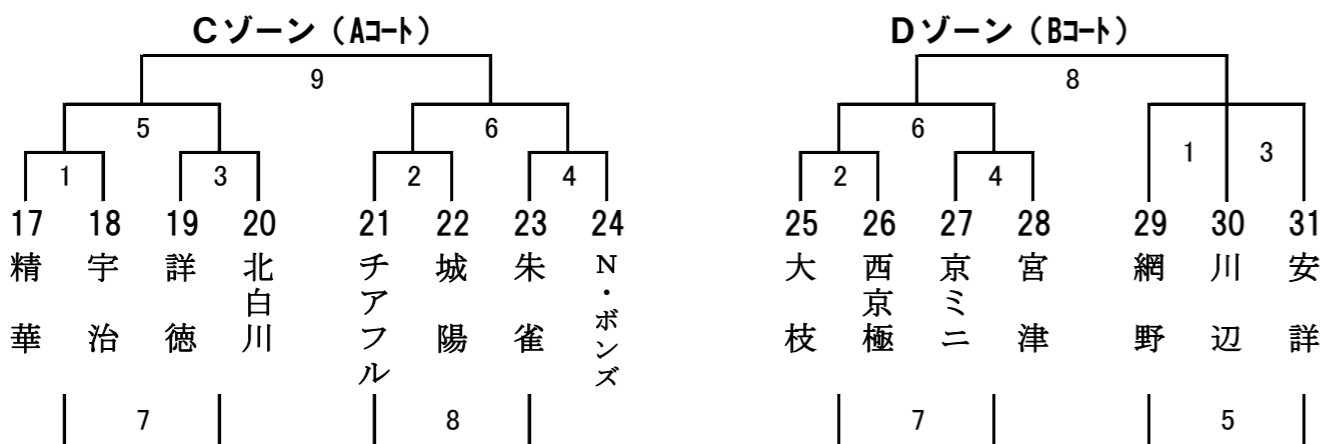 Cゾーン（Aコート）
9
5
6
1
3
2
4
17 18 19 20 21 22 23 24
精華
宇治
詳徳
北白川
チアフル
城陽
朱雀
N・ボンズ
7
8
Dゾーン（Bコート）
8
6
1
3
2
4
25 26 27 28 29 30 31
大枝
西京極
京ミニ
宮津
網野
川辺
安詳
7
5